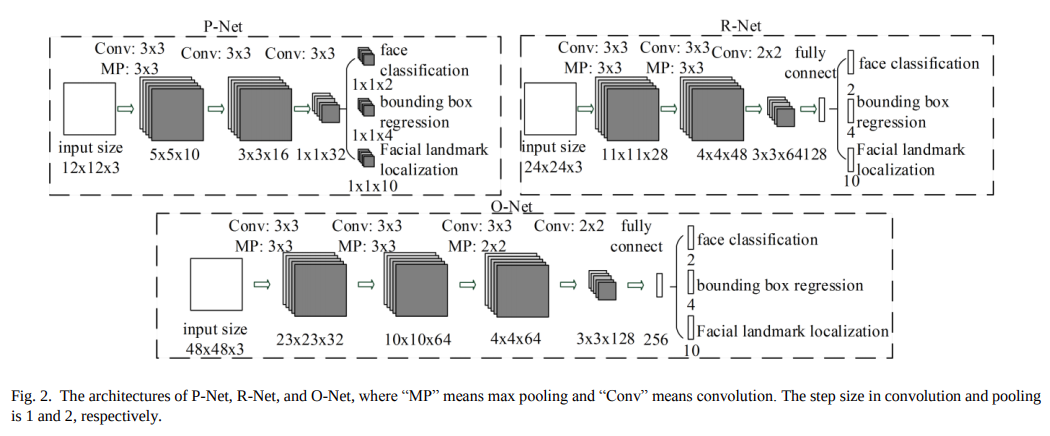 P-Net
Conv: 3x3
MP: 3x3
Conv: 3x3
Conv: 3x3
face
classification
1x1x2
bounding box
regression
1x1x4
Facial landmark
localization
1x1x10
input size
12x12x3
5x5x10
3x3x16
1x1x32
R-Net
Conv: 3x3
MP: 3x3
Conv: 3x3
MP: 3x3
Conv: 2x2
fully
connect
face classification
2
bounding box
regression
4
Facial landmark
localization
10
input size
24x24x3
11x11x28
4x4x48
3x3x64
128
O-Net
Conv: 3x3
MP: 3x3
Conv: 3x3
MP: 3x3
Conv: 3x3
MP: 2x2
Conv: 2x2
fully
connect
face classification
2
bounding box regression
4
Facial landmark localization
10
input size
48x48x3
23x23x32
10x10x64
4x4x64
3x3x128
256
Fig. 2. The architectures of P-Net, R-Net, and O-Net, where “MP” means max pooling and “Conv” means convolution. The step size in convolution and pooling
is 1 and 2, respectively.